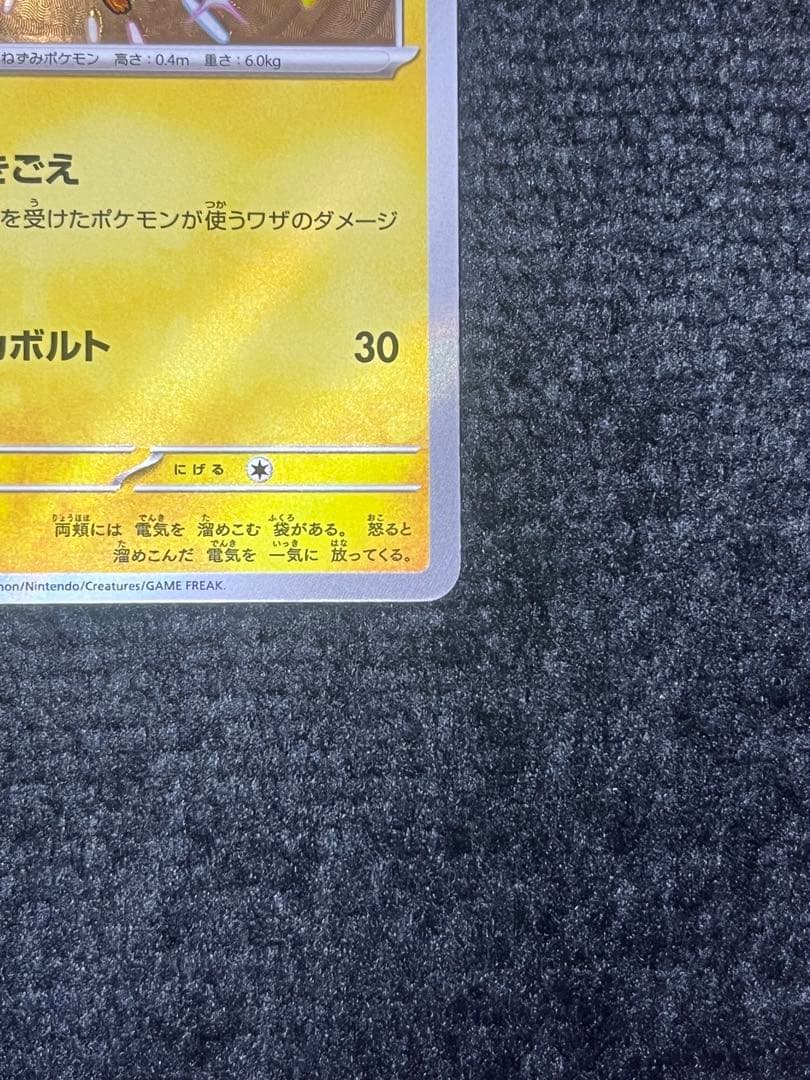 ねずみポケモン 高さ:0.4m 重さ:6.0kg
きごえ
を受けたポケモンが使うワザのダメージ
カボルト 30
にげる
両頬には 電気を 溜めこむ 袋がある。 怒ると
溜めこんだ 電気を 一気に 放ってくる。
mon/Nintendo/Creatures/GAME FREAK.